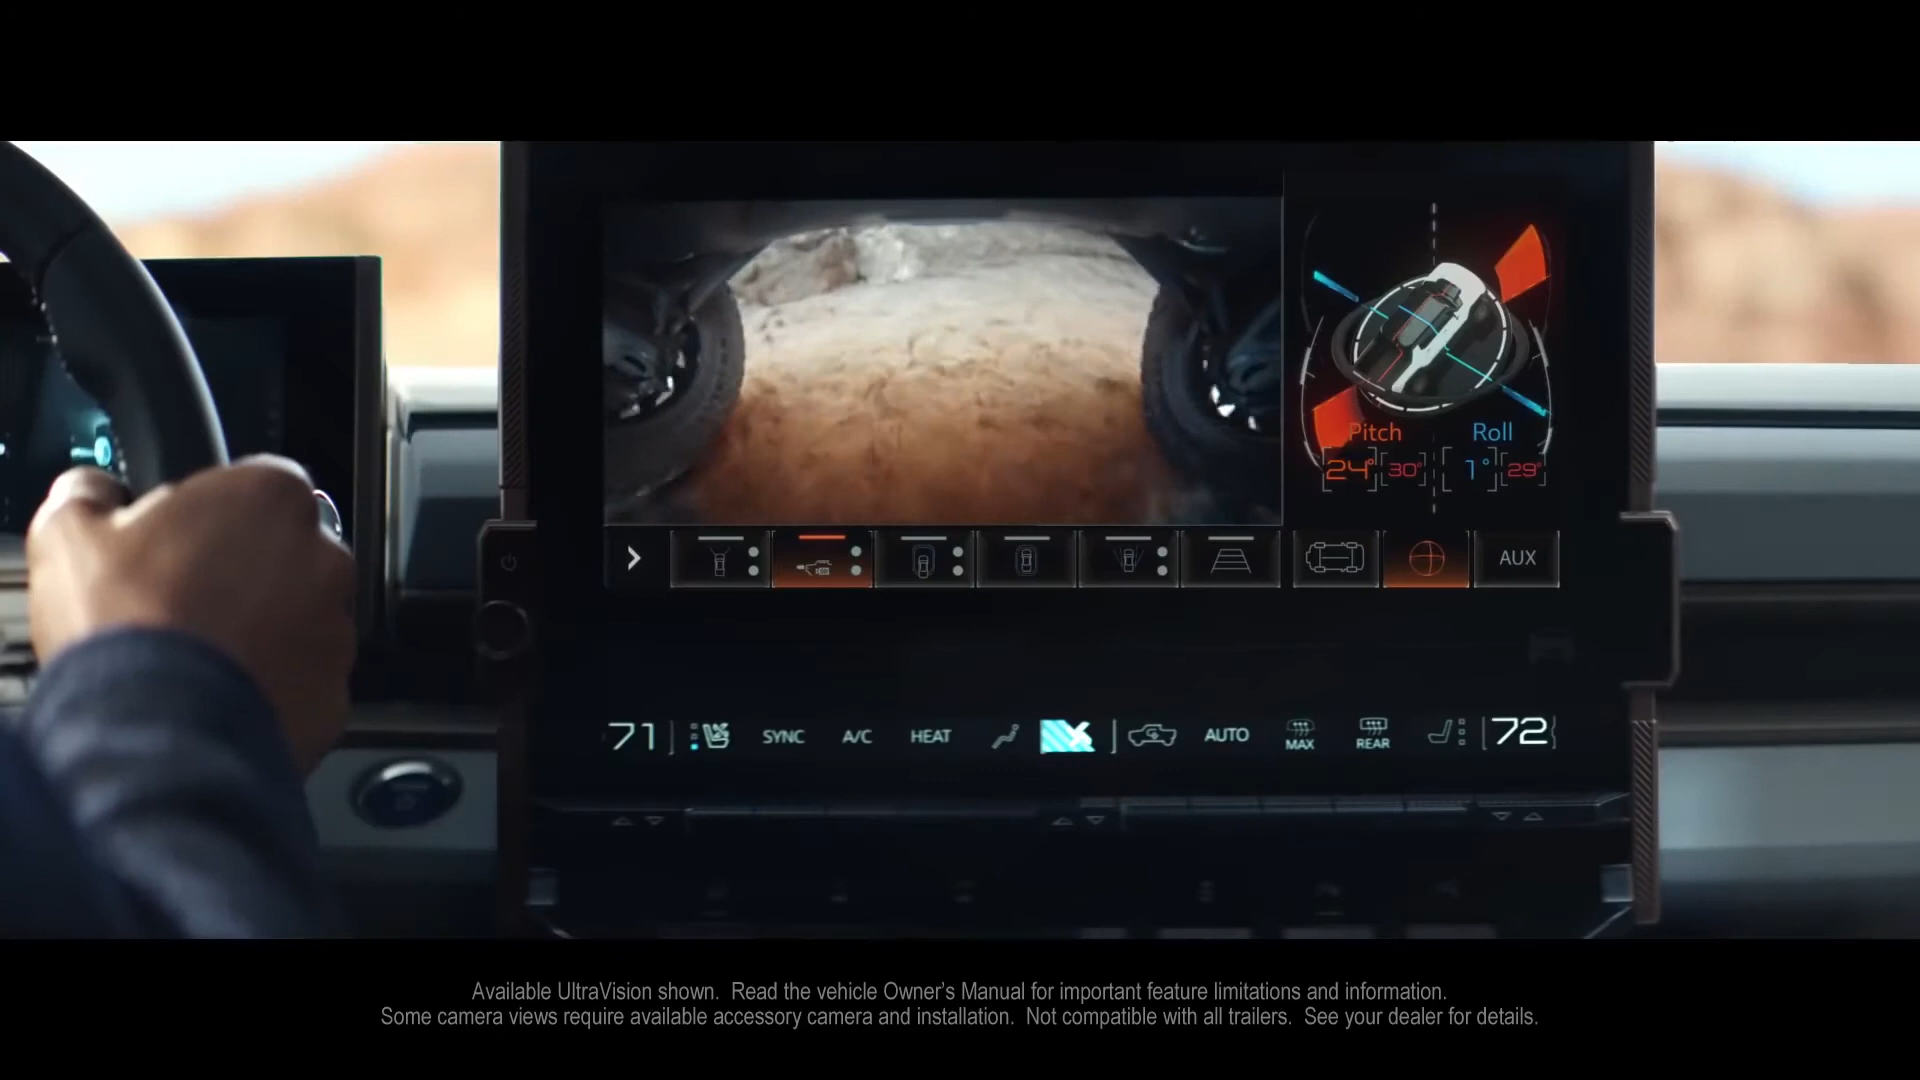 Pitch Roll
24° 30° 1° 29°
AUX
71 SYNC A/C HEAT AUTO MAX REAR 72
Available UltraVision shown. Read the vehicle Owner's Manual for important feature limitations and information.
Some camera views require available accessory camera and installation. Not compatible with all trailers. See your dealer for details.